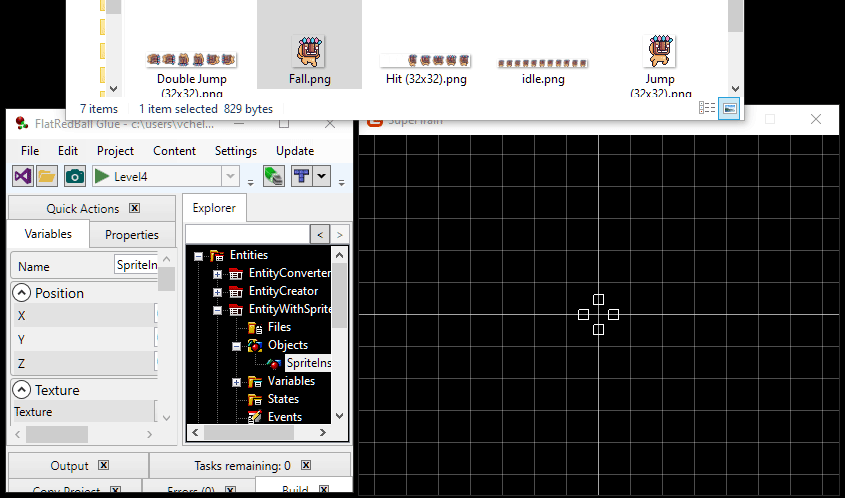 Double Jump
(32x32).png
Fall.png
Hit (32x32).png
idle.png
Jump
(32x32).png
7 items
1 item selected 829 bytes
FlatRedBall Glue - c:\users\vchel...
SuperTrain
File
Edit
Project
Content
Settings
Update
Level4
Quick Actions
Explorer
Variables
Properties
<
>
Name
SpriteIns
Position
X
Y
Z
Texture
Texture
Entities
EntityConverter
EntityCreator
EntityWithSprite
Files
Objects
SpriteIns
Variables
States
Events
Output
Tasks remaining: 0
Copy Project
Errors (0)
Build